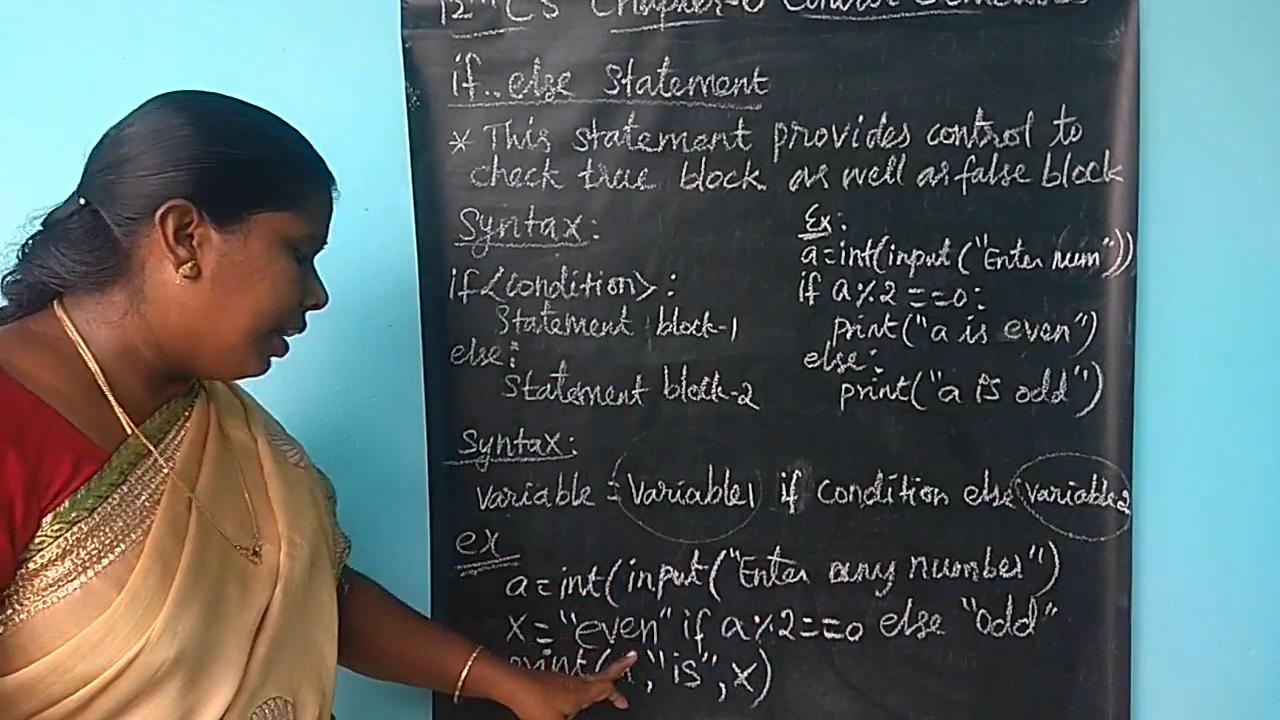 12th CS Chapter-6 Control Structures
if..else Statement
* This statement provides control to
check true block as well as false block
Syntax:
if <condition> :
Statement block-1
else:
Statement block-2
Ex:
a=int(input("Enter num"))
if a%2==0:
print("a is even")
else:
print("a is odd")
Syntax:
variable = variable1 if condition else variable2
ex
a=int(input("Enter any number")
x="even" if a%2==0 else "odd"
print(a,"is",x)